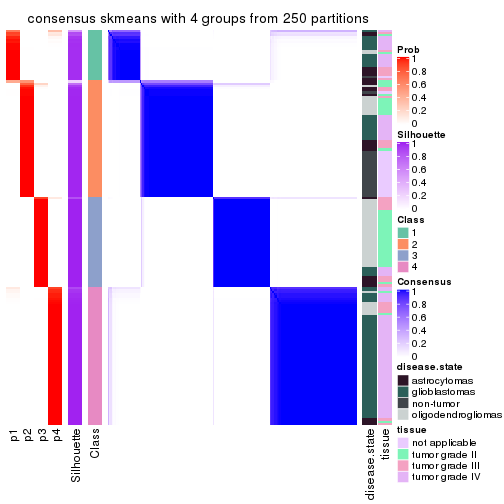 consensus skmeans with 4 groups from 250 partitions
Prob
1
0.8
0.6
0.4
0.2
0
Silhouette
1
0.8
0.6
0.4
0.2
0
Class
1
2
3
4
Consensus
1
0.8
0.6
0.4
0.2
0
disease.state
astrocytomas
glioblastomas
non-tumor
oligodendrogliomas
tissue
not applicable
tumor grade II
tumor grade III
tumor grade IV
p1
p2
p3
p4
Silhouette
Class
disease.state
tissue